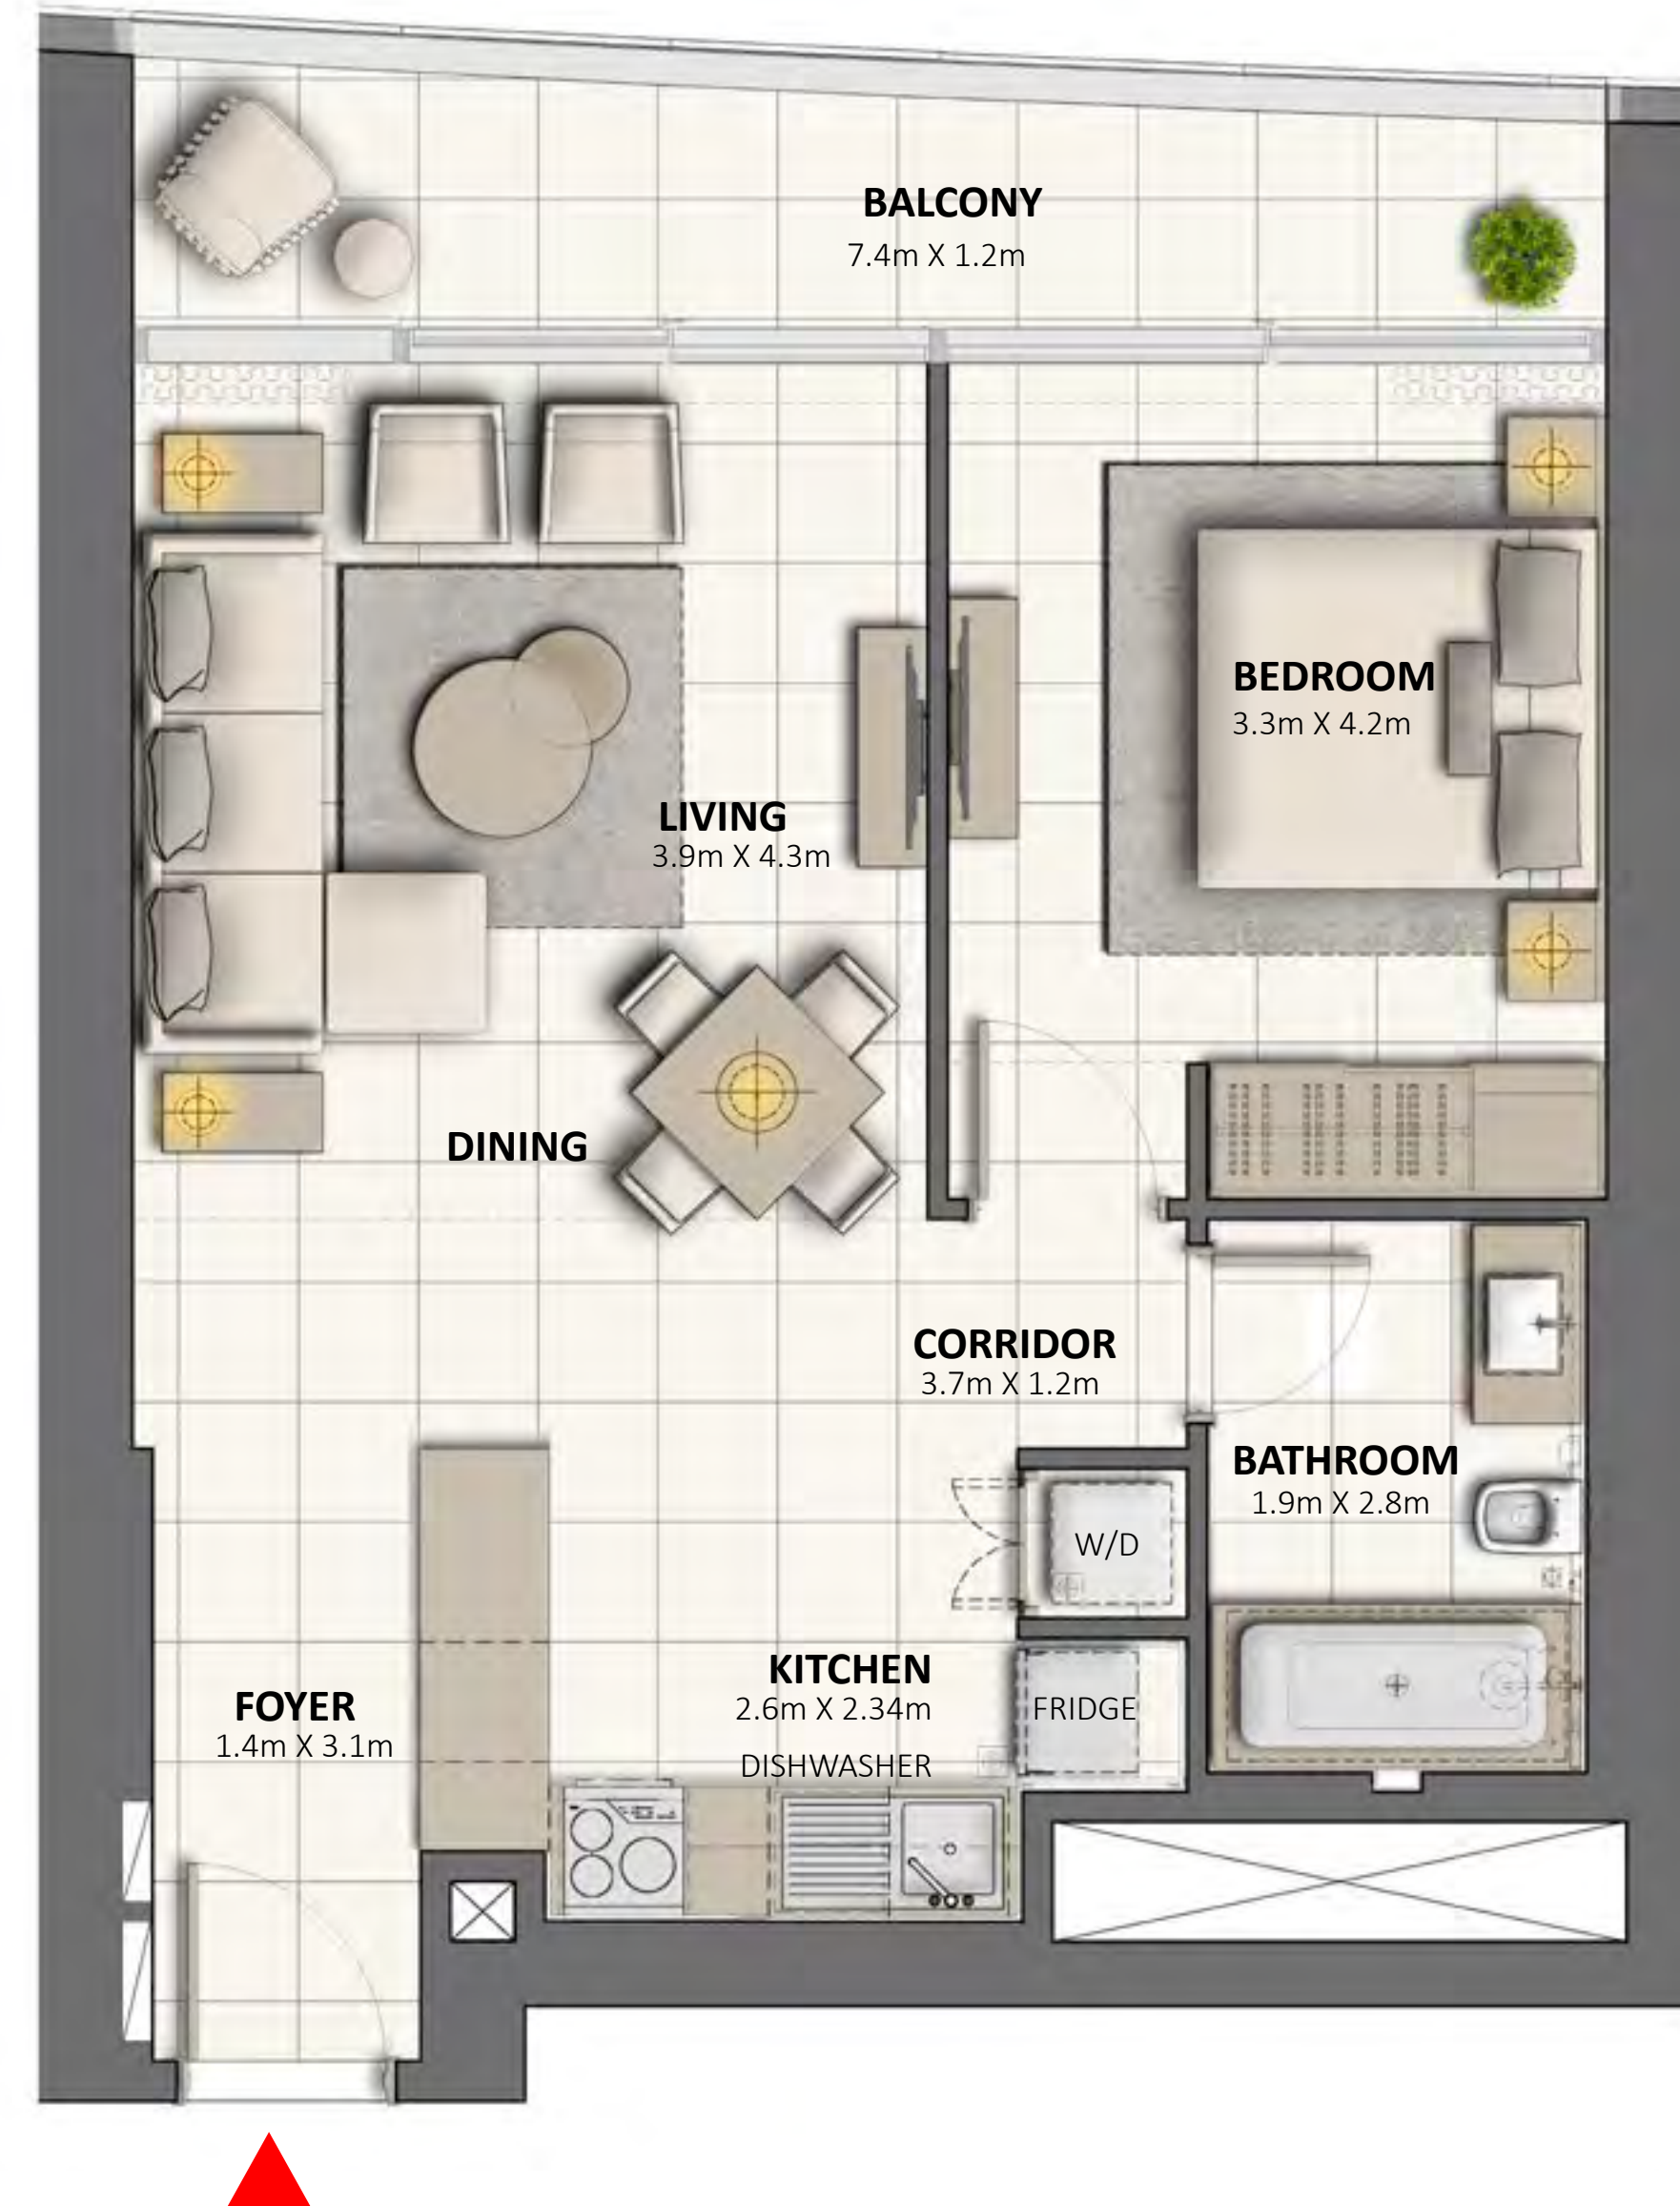 BALCONY
7.4m X 1.2m
BEDROOM
3.3m X 4.2m
LIVING
3.9m X 4.3m
DINING
CORRIDOR
3.7m X 1.2m
BATHROOM
1.9m X 2.8m
W/D
KITCHEN
2.6m X 2.34m
FRIDGE
DISHWASHER
FOYER
1.4m X 3.1m